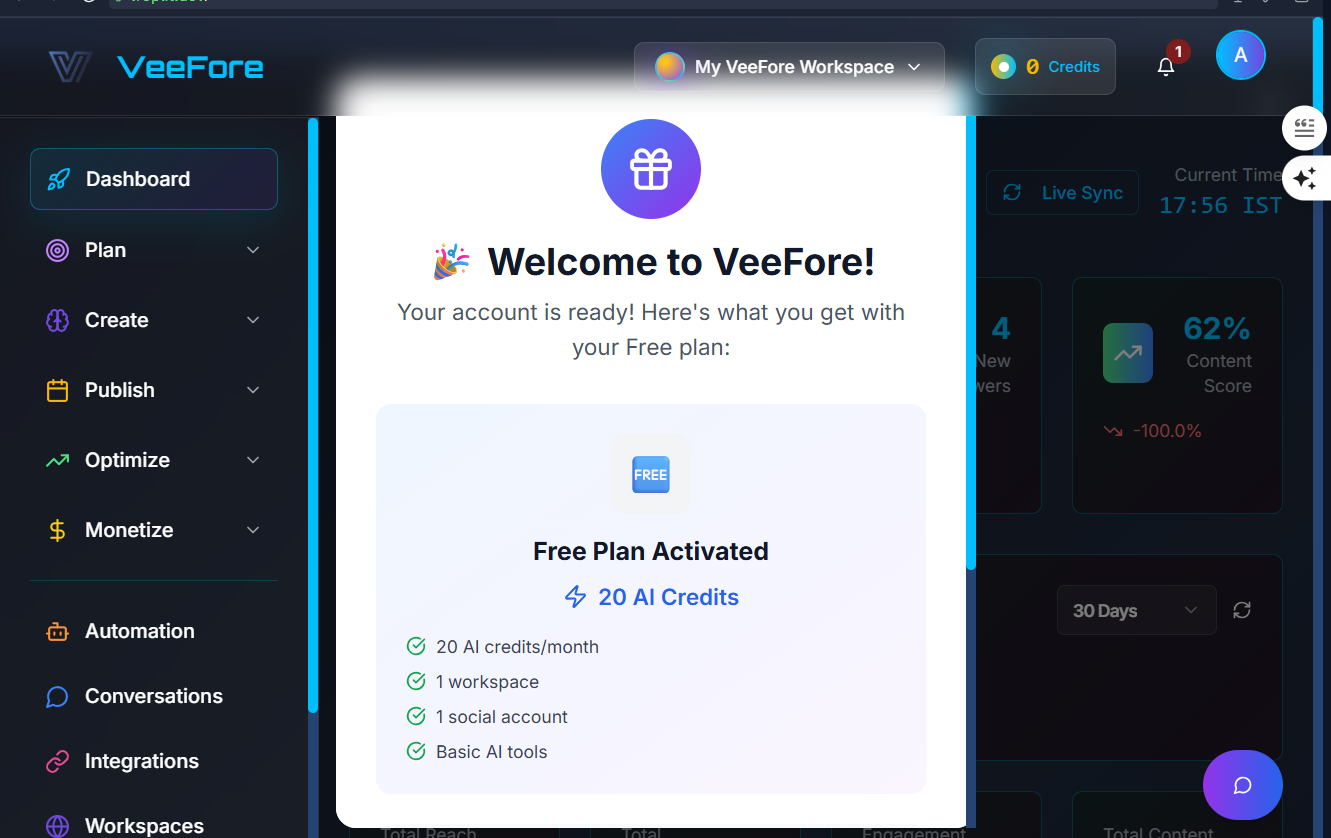 VeeFore
My VeeFore Workspace
0 Credits
1
A
Dashboard
Plan
Create
Publish
Optimize
Monetize
Automation
Conversations
Integrations
Workspaces
🎉 Welcome to VeeFore!
Your account is ready! Here's what you get with
your Free plan:
FREE
Free Plan Activated
20 AI Credits
20 AI credits/month
1 workspace
1 social account
Basic AI tools
Live Sync
Current Time
17:56 IST
4
New
62%
Content
Score
-100.0%
30 Days
Total Reach
Total
Engagement
Total Content